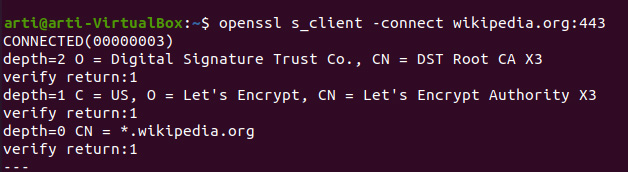 arti@arti-VirtualBox:~$ openssl s_client -connect wikipedia.org:443
CONNECTED(00000003)
depth=2 O = Digital Signature Trust Co., CN = DST Root CA X3
verify return:1
depth=1 C = US, O = Let's Encrypt, CN = Let's Encrypt Authority X3
verify return:1
depth=0 CN = *.wikipedia.org
verify return:1
---